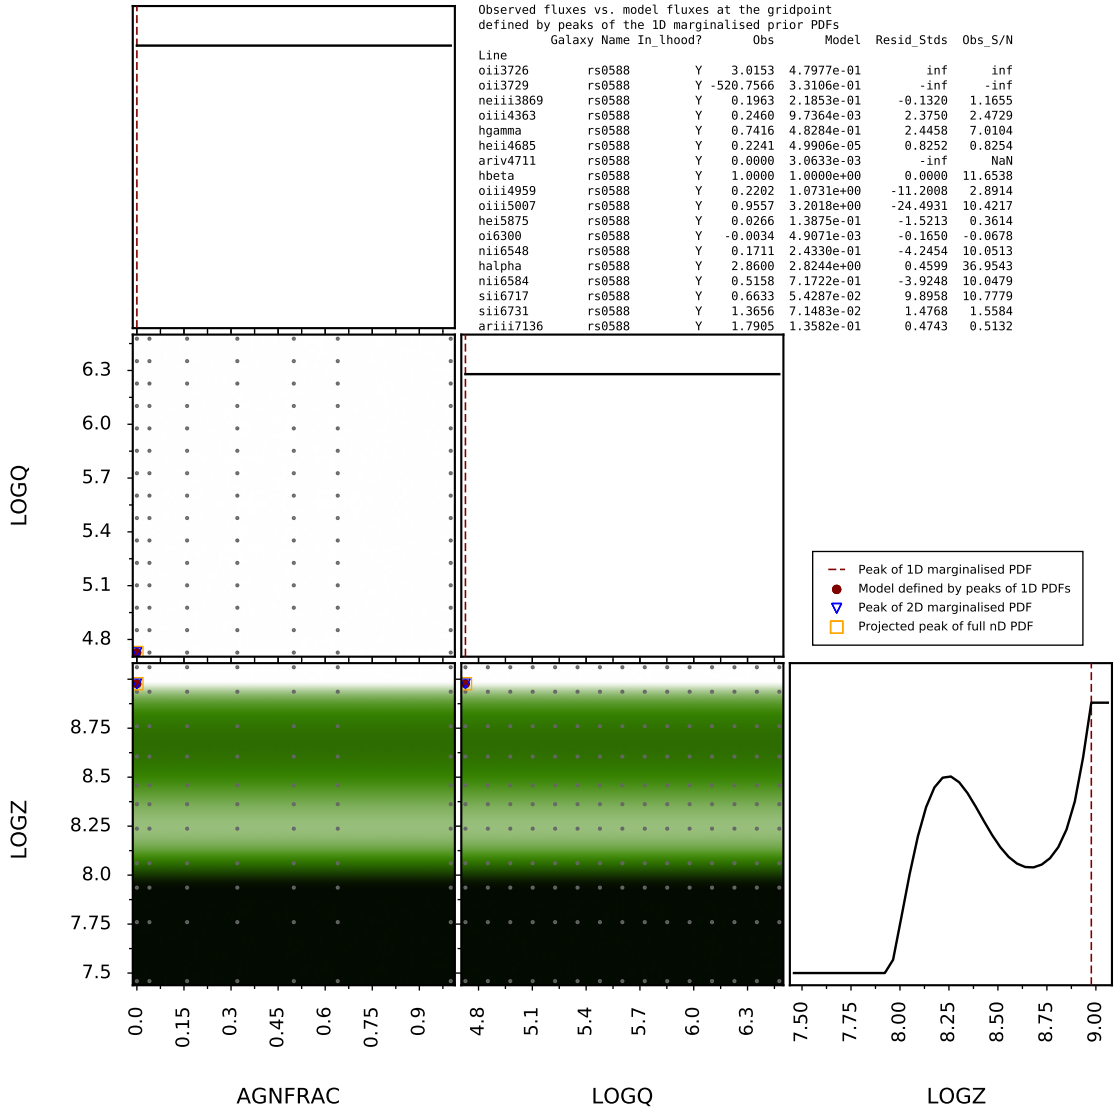 Observed fluxes vs. model fluxes at the gridpoint
defined by peaks of the 1D marginalised prior PDFs
Galaxy Name In_lhood? Obs Model Resid_Stds Obs_S/N
Line
oii3726 rs0588 Y 3.0153 4.7977e-01 inf inf
oii3729 rs0588 Y -520.7566 3.3106e-01 -inf -inf
neiii3869 rs0588 Y 0.1963 2.1853e-01 -0.1320 1.1655
oiii4363 rs0588 Y 0.2460 9.7364e-03 2.3750 2.4729
hgamma rs0588 Y 0.7416 4.8284e-01 2.4458 7.0104
heii4685 rs0588 Y 0.2241 4.9906e-05 0.8252 0.8254
ariv4711 rs0588 Y 0.0000 3.0633e-03 -inf NaN
hbeta rs0588 Y 1.0000 1.0000e+00 0.0000 11.6538
oiii4959 rs0588 Y 0.2202 1.0731e+00 -11.2008 2.8914
oiii5007 rs0588 Y 0.9557 3.2018e+00 -24.4931 10.4217
hei5875 rs0588 Y 0.0266 1.3875e-01 -1.5213 0.3614
oi6300 rs0588 Y -0.0034 4.9071e-03 -0.1650 -0.0678
nii6548 rs0588 Y 0.1711 2.4330e-01 -4.2454 10.0513
halpha rs0588 Y 2.8600 2.8244e+00 0.4599 36.9543
nii6584 rs0588 Y 0.5158 7.1722e-01 -3.9248 10.0479
sii6717 rs0588 Y 0.6633 5.4287e-02 9.8958 10.7779
sii6731 rs0588 Y 1.3656 7.1483e-02 1.4768 1.5584
ariii7136 rs0588 Y 1.7905 1.3582e-01 0.4743 0.5132
6.3
6.0
5.7
5.4
5.1
4.8
LOGQ
Peak of 1D marginalised PDF
Model defined by peaks of 1D PDFs
Peak of 2D marginalised PDF
Projected peak of full nD PDF
8.75
8.5
8.25
8.0
7.75
7.5
LOGZ
0.0 0.15 0.3 0.45 0.6 0.75 0.9
4.8 5.1 5.4 5.7 6.0 6.3
7.50 7.75 8.00 8.25 8.50 8.75 9.00
AGNFRAC LOGQ LOGZ